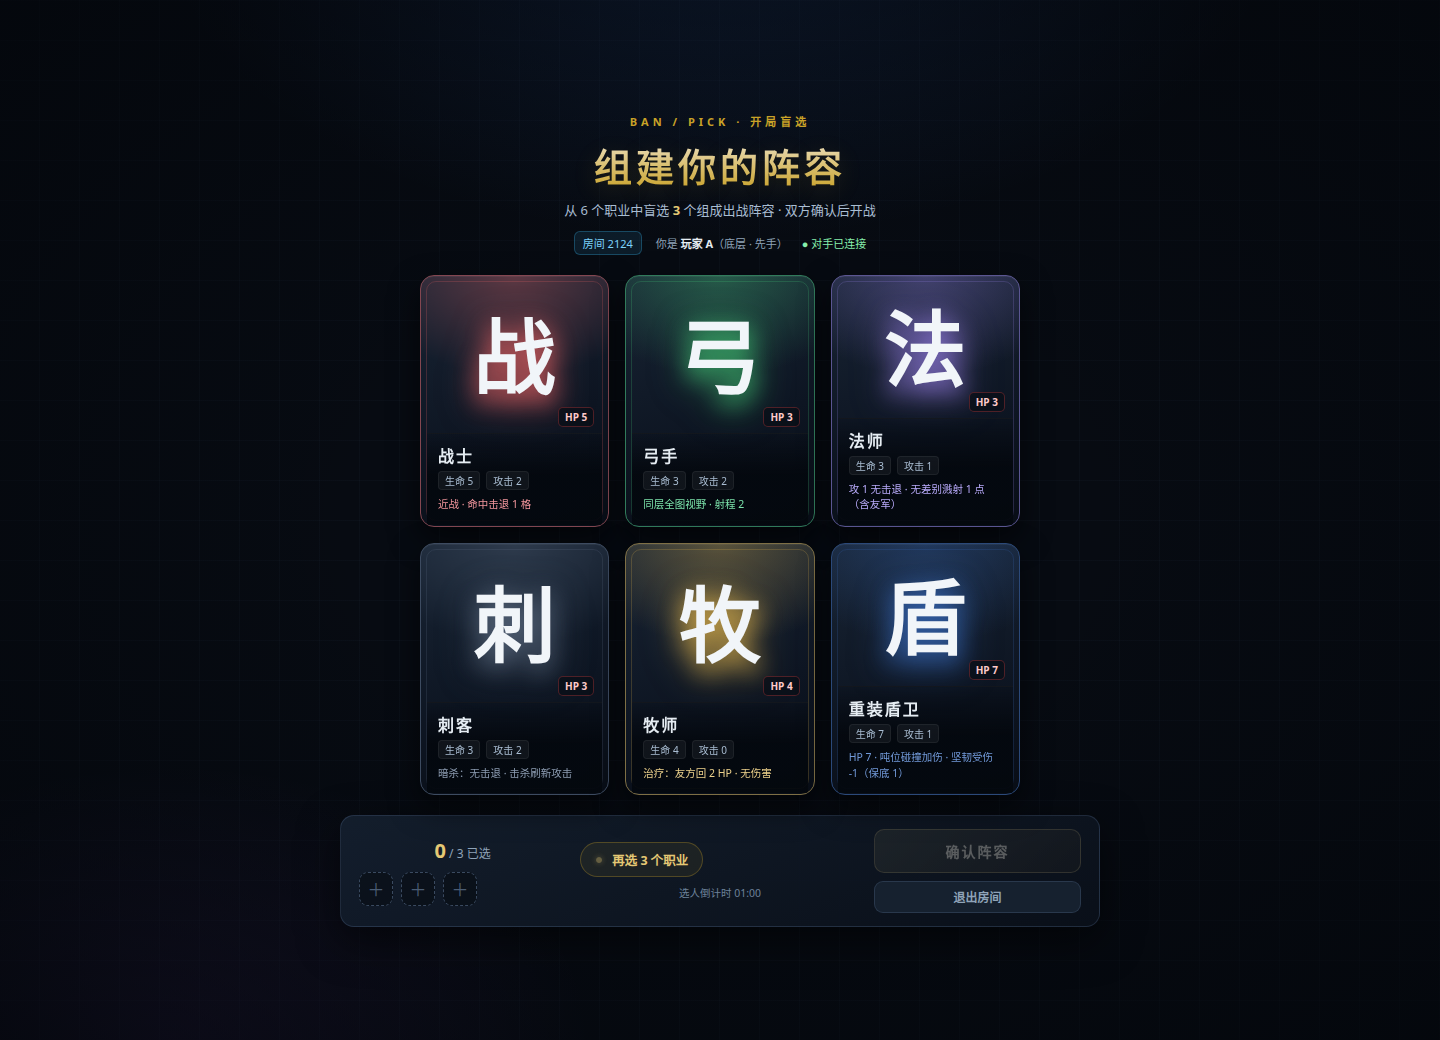 BAN / PICK · 开局盲选
组建你的阵容
从 6 个职业中盲选 3 个组成出战阵容 · 双方确认后开战
房间 2124 你是 玩家 A（底层 · 先手） ● 对手已连接
战
HP 5
战士
生命 5 攻击 2
近战 · 命中击退 1 格
弓
HP 3
弓手
生命 3 攻击 2
同层全图视野 · 射程 2
法
HP 3
法师
生命 3 攻击 1
攻 1 无击退 · 无差别溅射 1 点
（含友军）
刺
HP 3
刺客
生命 3 攻击 2
暗杀：无击退 · 击杀刷新攻击
牧
HP 4
牧师
生命 4 攻击 0
治疗：友方回 2 HP · 无伤害
盾
HP 7
重装盾卫
生命 7 攻击 1
HP 7 · 吨位碰撞加伤 · 坚韧受伤
-1（保底 1）
0 / 3 已选
再选 3 个职业
选人倒计时 01:00
确认阵容
退出房间